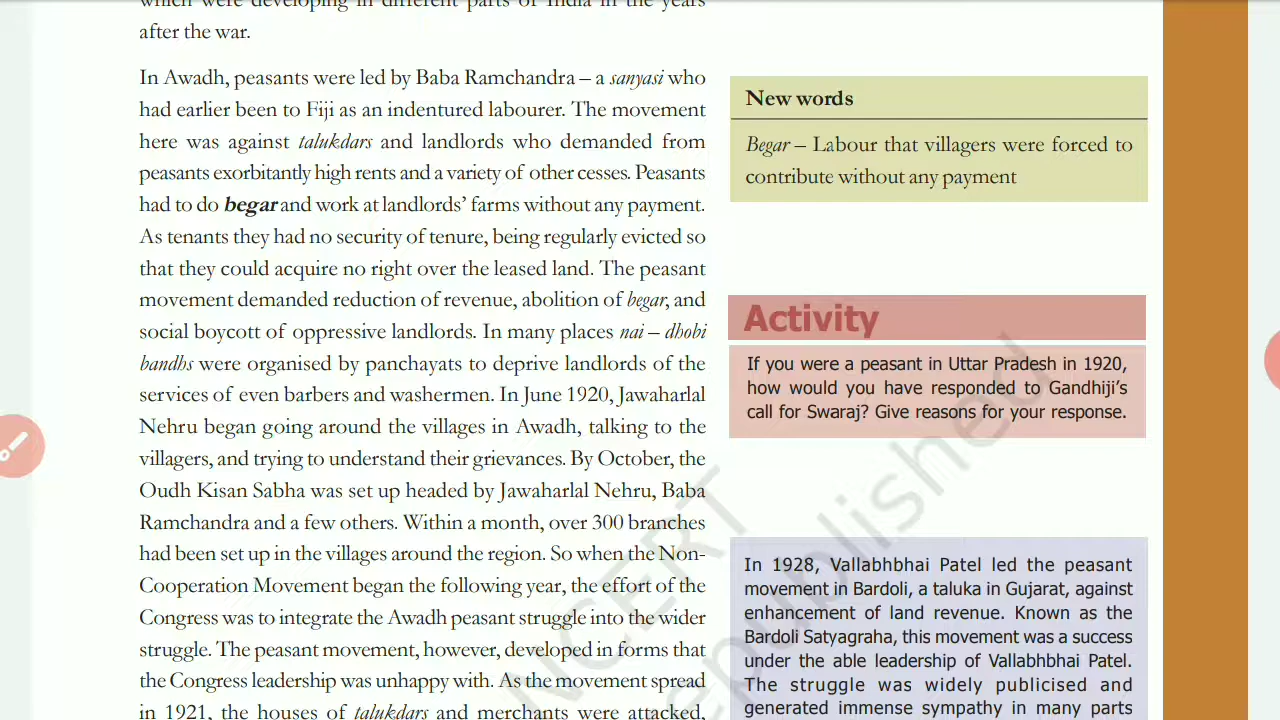 which were developing in different parts of India in the years
after the war.
In Awadh, peasants were led by Baba Ramchandra – a sanyasi who
had earlier been to Fiji as an indentured labourer. The movement
here was against talukdars and landlords who demanded from
peasants exorbitantly high rents and a variety of other cesses. Peasants
had to do begar and work at landlords’ farms without any payment.
As tenants they had no security of tenure, being regularly evicted so
that they could acquire no right over the leased land. The peasant
movement demanded reduction of revenue, abolition of begar, and
social boycott of oppressive landlords. In many places nai – dhobi
bandhs were organised by panchayats to deprive landlords of the
services of even barbers and washermen. In June 1920, Jawaharlal
Nehru began going around the villages in Awadh, talking to the
villagers, and trying to understand their grievances. By October, the
Oudh Kisan Sabha was set up headed by Jawaharlal Nehru, Baba
Ramchandra and a few others. Within a month, over 300 branches
had been set up in the villages around the region. So when the Non-
Cooperation Movement began the following year, the effort of the
Congress was to integrate the Awadh peasant struggle into the wider
struggle. The peasant movement, however, developed in forms that
the Congress leadership was unhappy with. As the movement spread
in 1921, the houses of talukdars and merchants were attacked,
New words
Begar – Labour that villagers were forced to
contribute without any payment
Activity
If you were a peasant in Uttar Pradesh in 1920,
how would you have responded to Gandhiji’s
call for Swaraj? Give reasons for your response.
In 1928, Vallabhbhai Patel led the peasant
movement in Bardoli, a taluka in Gujarat, against
enhancement of land revenue. Known as the
Bardoli Satyagraha, this movement was a success
under the able leadership of Vallabhbhai Patel.
The struggle was widely publicised and
generated immense sympathy in many parts
NCERT
republished